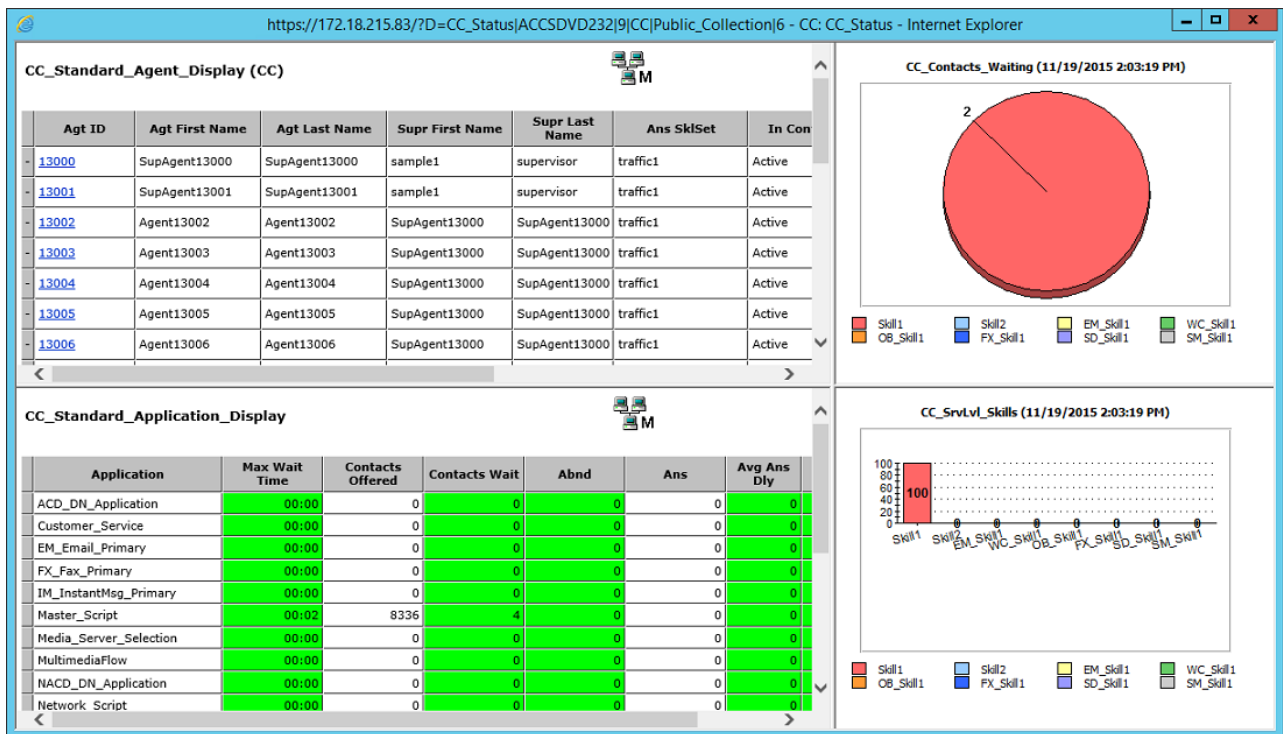 https://172.18.215.83/?D=CC_Status|ACCSDVD232|9|CC|Public_Collection|6 - CC: CC_Status - Internet Explorer
CC_Standard_Agent_Display (CC)
M
Agt ID Agt First Name Agt Last Name Supr First Name Supr Last Name Ans SklSet In Con
- 13000 SupAgent13000 SupAgent13000 sample1 supervisor traffic1 Active
- 13001 SupAgent13001 SupAgent13001 sample1 supervisor traffic1 Active
- 13002 Agent13002 Agent13002 SupAgent13000 SupAgent13000 traffic1 Active
- 13003 Agent13003 Agent13003 SupAgent13000 SupAgent13000 traffic1 Active
- 13004 Agent13004 Agent13004 SupAgent13000 SupAgent13000 traffic1 Active
- 13005 Agent13005 Agent13005 SupAgent13000 SupAgent13000 traffic1 Active
- 13006 Agent13006 Agent13006 SupAgent13000 SupAgent13000 traffic1 Active
CC_Contacts_Waiting (11/19/2015 2:03:19 PM)
2
Skill1 Skill2 EM_Skill1 WC_Skill1
OB_Skill1 FX_Skill1 SD_Skill1 SM_Skill1
CC_Standard_Application_Display
M
Application Max Wait Time Contacts Offered Contacts Wait Abnd Ans Avg Ans Dly
ACD_DN_Application 00:00 0 0 0 0 0
Customer_Service 00:00 0 0 0 0 0
EM_Email_Primary 00:00 0 0 0 0 0
FX_Fax_Primary 00:00 0 0 0 0 0
IM_InstantMsg_Primary 00:00 0 0 0 0 0
Master_Script 00:02 8336 4 0 0 0
Media_Server_Selection 00:00 0 0 0 0 0
MultimediaFlow 00:00 0 0 0 0 0
NACD_DN_Application 00:00 0 0 0 0 0
Network_Script 00:00 0 0 0 0 0
CC_SrvLvl_Skills (11/19/2015 2:03:19 PM)
100
80
60
40
20
0
100 0 0 0 0 0 0 0
Skill1 Skill2 EM_Skill1 WC_Skill1 OB_Skill1 FX_Skill1 SD_Skill1 SM_Skill1
Skill1 Skill2 EM_Skill1 WC_Skill1
OB_Skill1 FX_Skill1 SD_Skill1 SM_Skill1